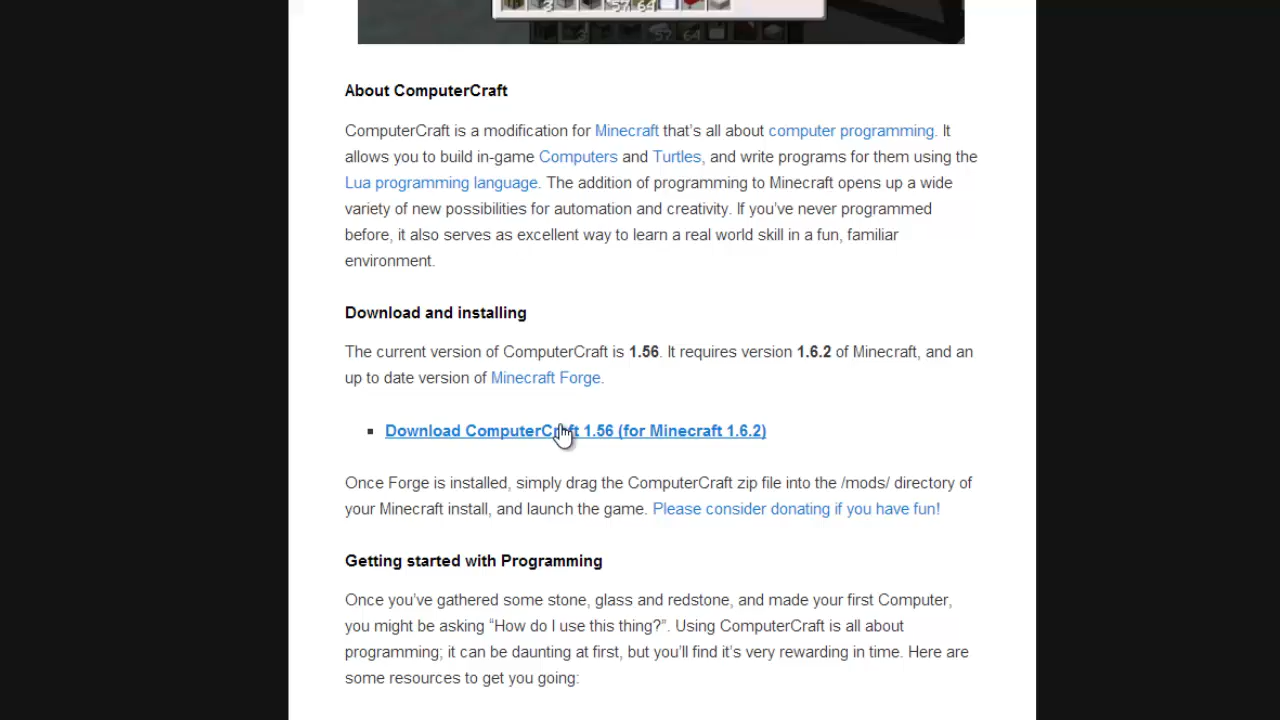 57 64
About ComputerCraft
ComputerCraft is a modification for Minecraft that's all about computer programming. It
allows you to build in-game Computers and Turtles, and write programs for them using the
Lua programming language. The addition of programming to Minecraft opens up a wide
variety of new possibilities for automation and creativity. If you've never programmed
before, it also serves as excellent way to learn a real world skill in a fun, familiar
environment.
Download and installing
The current version of ComputerCraft is 1.56. It requires version 1.6.2 of Minecraft, and an
up to date version of Minecraft Forge.
Download ComputerCraft 1.56 (for Minecraft 1.6.2)
Once Forge is installed, simply drag the ComputerCraft zip file into the /mods/ directory of
your Minecraft install, and launch the game. Please consider donating if you have fun!
Getting started with Programming
Once you've gathered some stone, glass and redstone, and made your first Computer,
you might be asking “How do I use this thing?”. Using ComputerCraft is all about
programming; it can be daunting at first, but you'll find it's very rewarding in time. Here are
some resources to get you going: